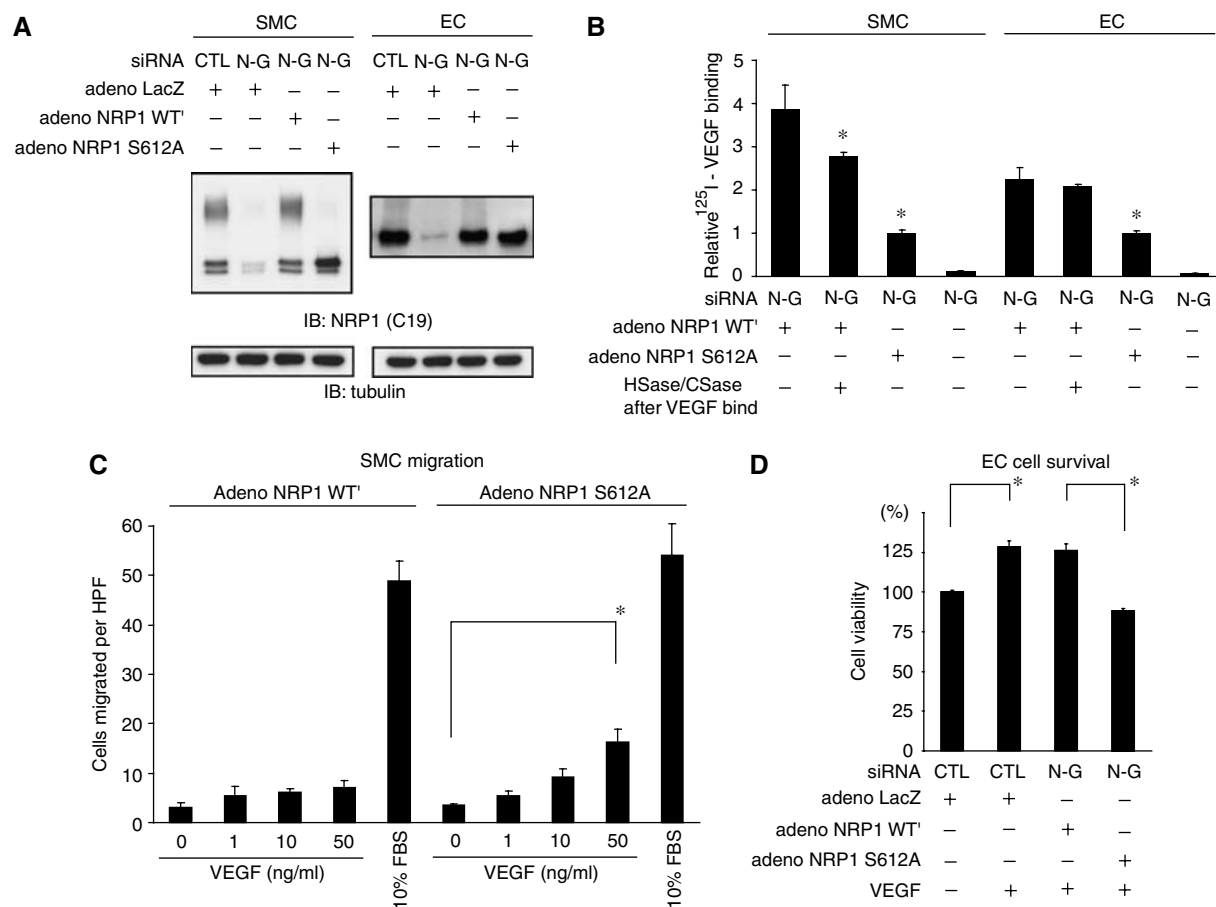 A
SMC EC
siRNA CTL N-G N-G N-G CTL N-G N-G N-G
adeno LacZ + + − − + + − −
adeno NRP1 WT' − − + − − − + −
adeno NRP1 S612A − − − + − − − +
IB: NRP1 (C19)
IB: tubulin
B
SMC EC
Relative 125I - VEGF binding
5
4
3
2
1
0
* * *
siRNA N-G N-G N-G N-G N-G N-G N-G N-G
adeno NRP1 WT' + + − − + + − −
adeno NRP1 S612A − − + − − − + −
HSase/CSase
after VEGF bind − + − − − + − −
C
SMC migration
Adeno NRP1 WT' Adeno NRP1 S612A
Cells migrated per HPF
60
50
40
30
20
10
0
*
0 1 10 50 10% FBS 0 1 10 50 10% FBS
VEGF (ng/ml) VEGF (ng/ml)
D
EC cell survival
* *
(%)
Cell viability
125
100
75
50
25
0
siRNA CTL CTL N-G N-G
adeno LacZ + + − −
adeno NRP1 WT' − − + −
adeno NRP1 S612A − − − +
VEGF − + + +